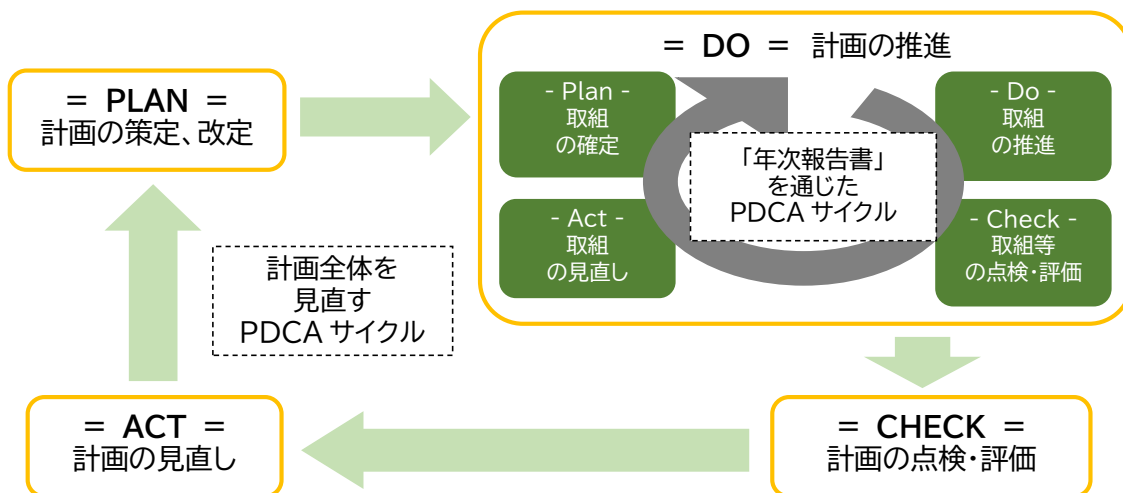 = PLAN =
計画の策定、改定
= DO = 計画の推進
- Plan -
取組
の確定
- Do -
取組
の推進
「年次報告書」
を通じた
PDCA サイクル
- Act -
取組
の見直し
- Check -
取組等
の点検・評価
計画全体を
見直す
PDCA サイクル
= ACT =
計画の見直し
= CHECK =
計画の点検・評価